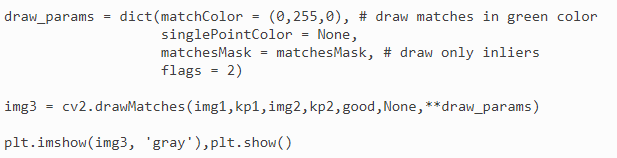 draw_params = dict(matchColor = (0,255,0), # draw matches in green color
                   singlePointColor = None,
                   matchesMask = matchesMask, # draw only inliers
                   flags = 2)

img3 = cv2.drawMatches(img1,kp1,img2,kp2,good,None,**draw_params)

plt.imshow(img3, 'gray'),plt.show()